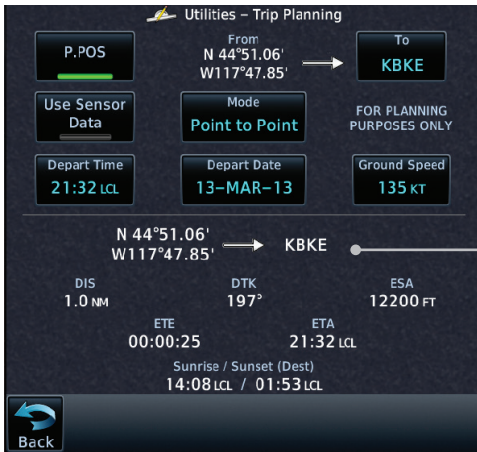 Utilities – Trip Planning
P.POS
From
N 44°51.06'
W117°47.85'
To
KBKE
Use Sensor
Data
Mode
Point to Point
FOR PLANNING
PURPOSES ONLY
Depart Time
21:32 LCL
Depart Date
13–MAR–13
Ground Speed
135 KT
N 44°51.06'
W117°47.85'
KBKE
DIS
1.0 NM
DTK
197°
ESA
12200 FT
ETE
00:00:25
ETA
21:32 LCL
Sunrise / Sunset (Dest)
14:08 LCL / 01:53 LCL
Back